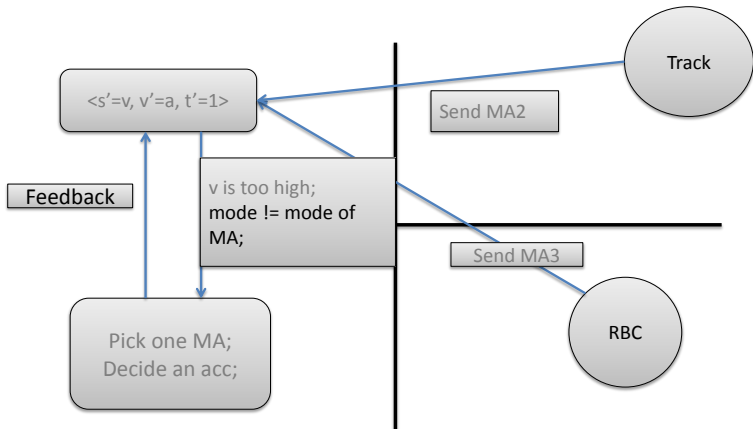 Track
<s'=v, v'=a, t'=1>
Send MA2
v is too high;
mode != mode of
MA;
Feedback
Send MA3
Pick one MA;
Decide an acc;
RBC